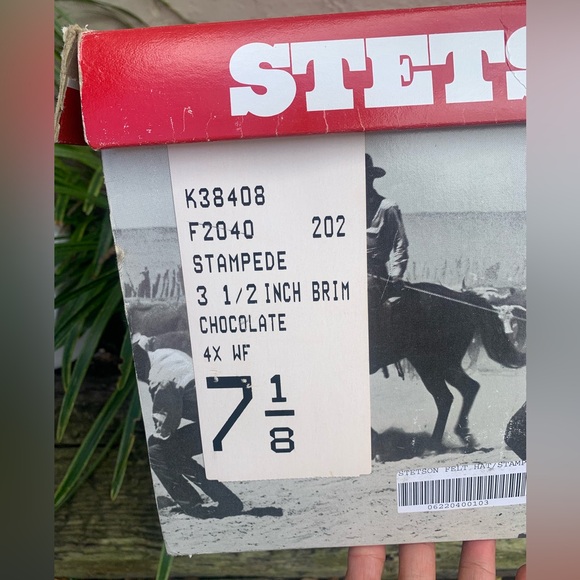 STETS
K38408
F2040 202
STAMPEDE
3 1/2 INCH BRIM
CHOCOLATE
4X WF
7 1/8
STETSON FELT HAT/STAMP
06220400103